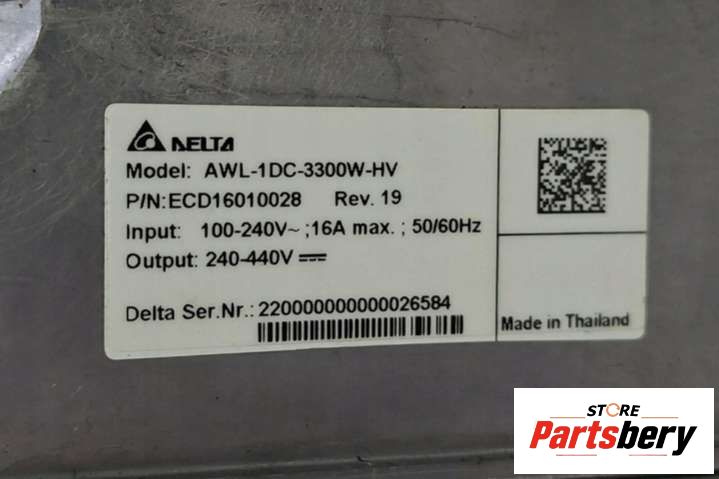 DELTA
Model: AWL-1DC-3300W-HV
P/N:ECD16010028 Rev. 19
Input: 100-240V~ ;16A max. ; 50/60Hz
Output: 240-440V ⎓
Delta Ser.Nr.: 220000000000026584
Made in Thailand
STORE
Partsbery